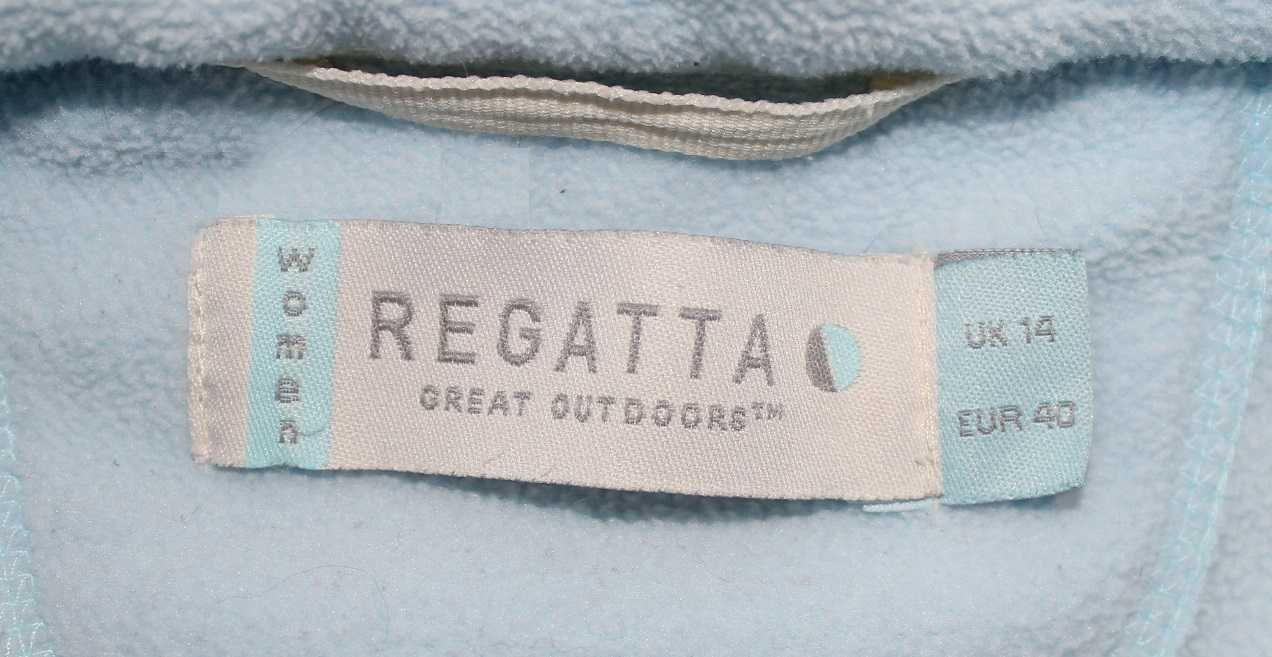 Women
REGATTA
GREAT OUTDOORS™
UK 14
EUR 40